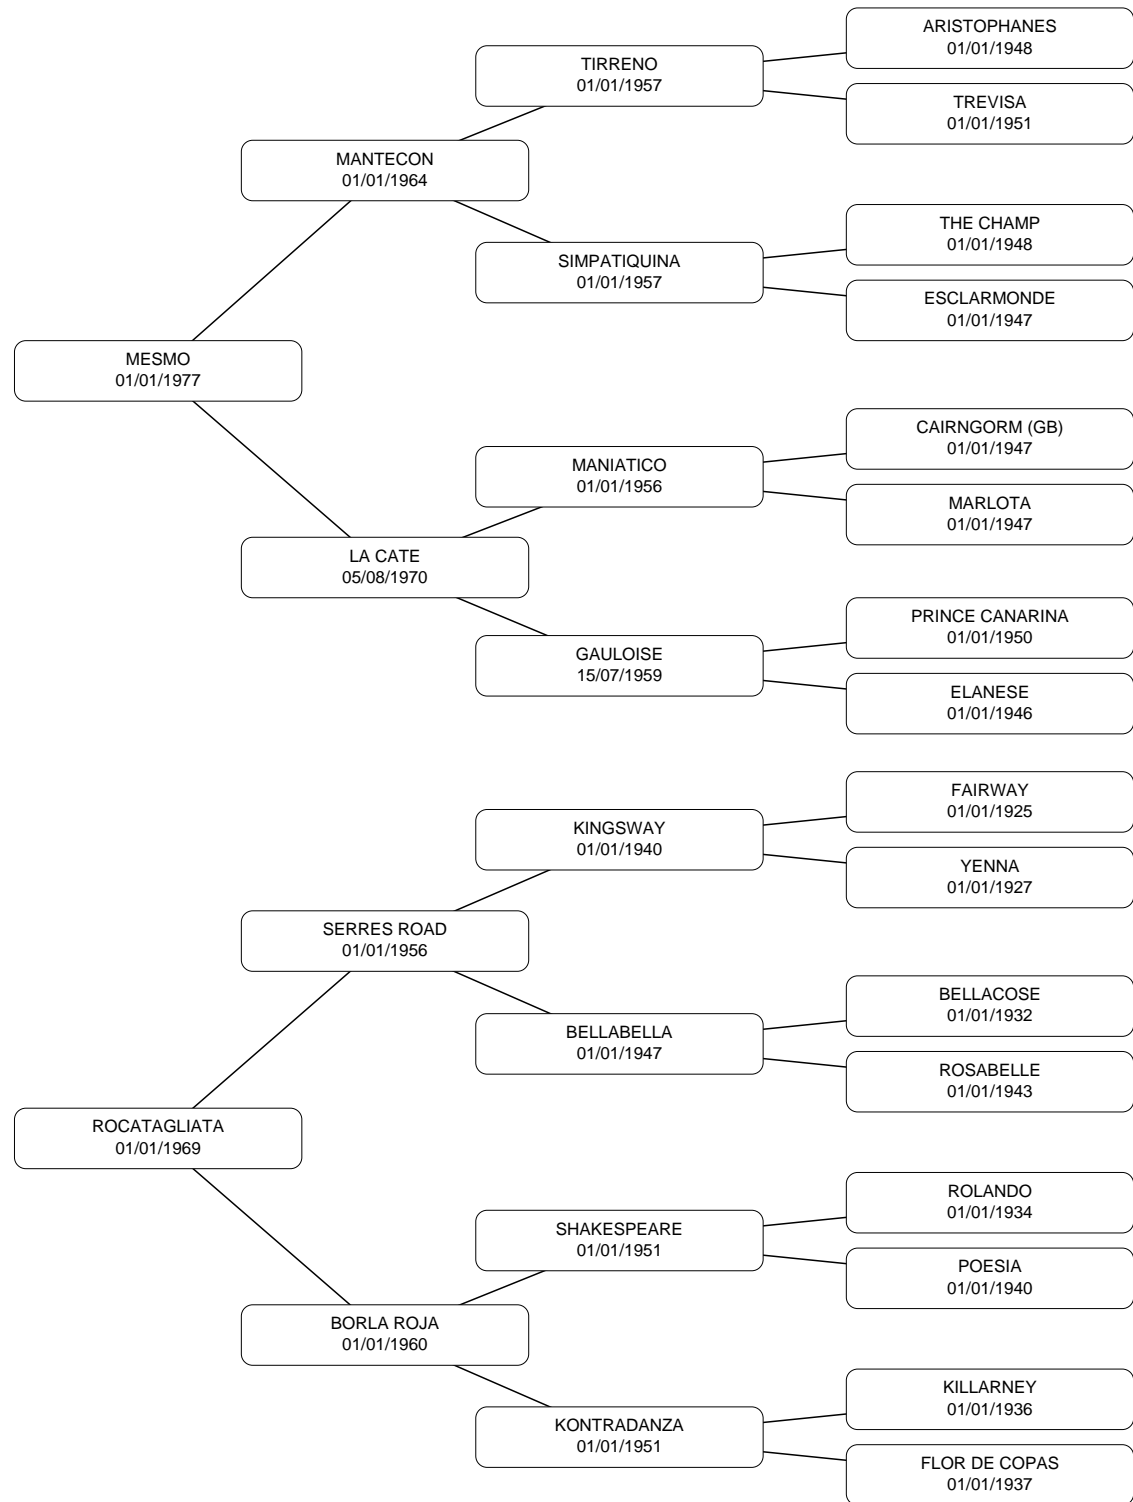 ARISTOPHANES
01/01/1948
TIRRENO
01/01/1957
TREVISA
01/01/1951
MANTECON
01/01/1964
THE CHAMP
01/01/1948
SIMPATIQUINA
01/01/1957
ESCLARMONDE
01/01/1947
MESMO
01/01/1977
CAIRNGORM (GB)
01/01/1947
MANIATICO
01/01/1956
MARLOTA
01/01/1947
LA CATE
05/08/1970
PRINCE CANARINA
01/01/1950
GAULOISE
15/07/1959
ELANESE
01/01/1946
FAIRWAY
01/01/1925
KINGSWAY
01/01/1940
YENNA
01/01/1927
SERRES ROAD
01/01/1956
BELLACOSE
01/01/1932
BELLABELLA
01/01/1947
ROSABELLE
01/01/1943
ROCATAGLIATA
01/01/1969
ROLANDO
01/01/1934
SHAKESPEARE
01/01/1951
POESIA
01/01/1940
BORLA ROJA
01/01/1960
KILLARNEY
01/01/1936
KONTRADANZA
01/01/1951
FLOR DE COPAS
01/01/1937